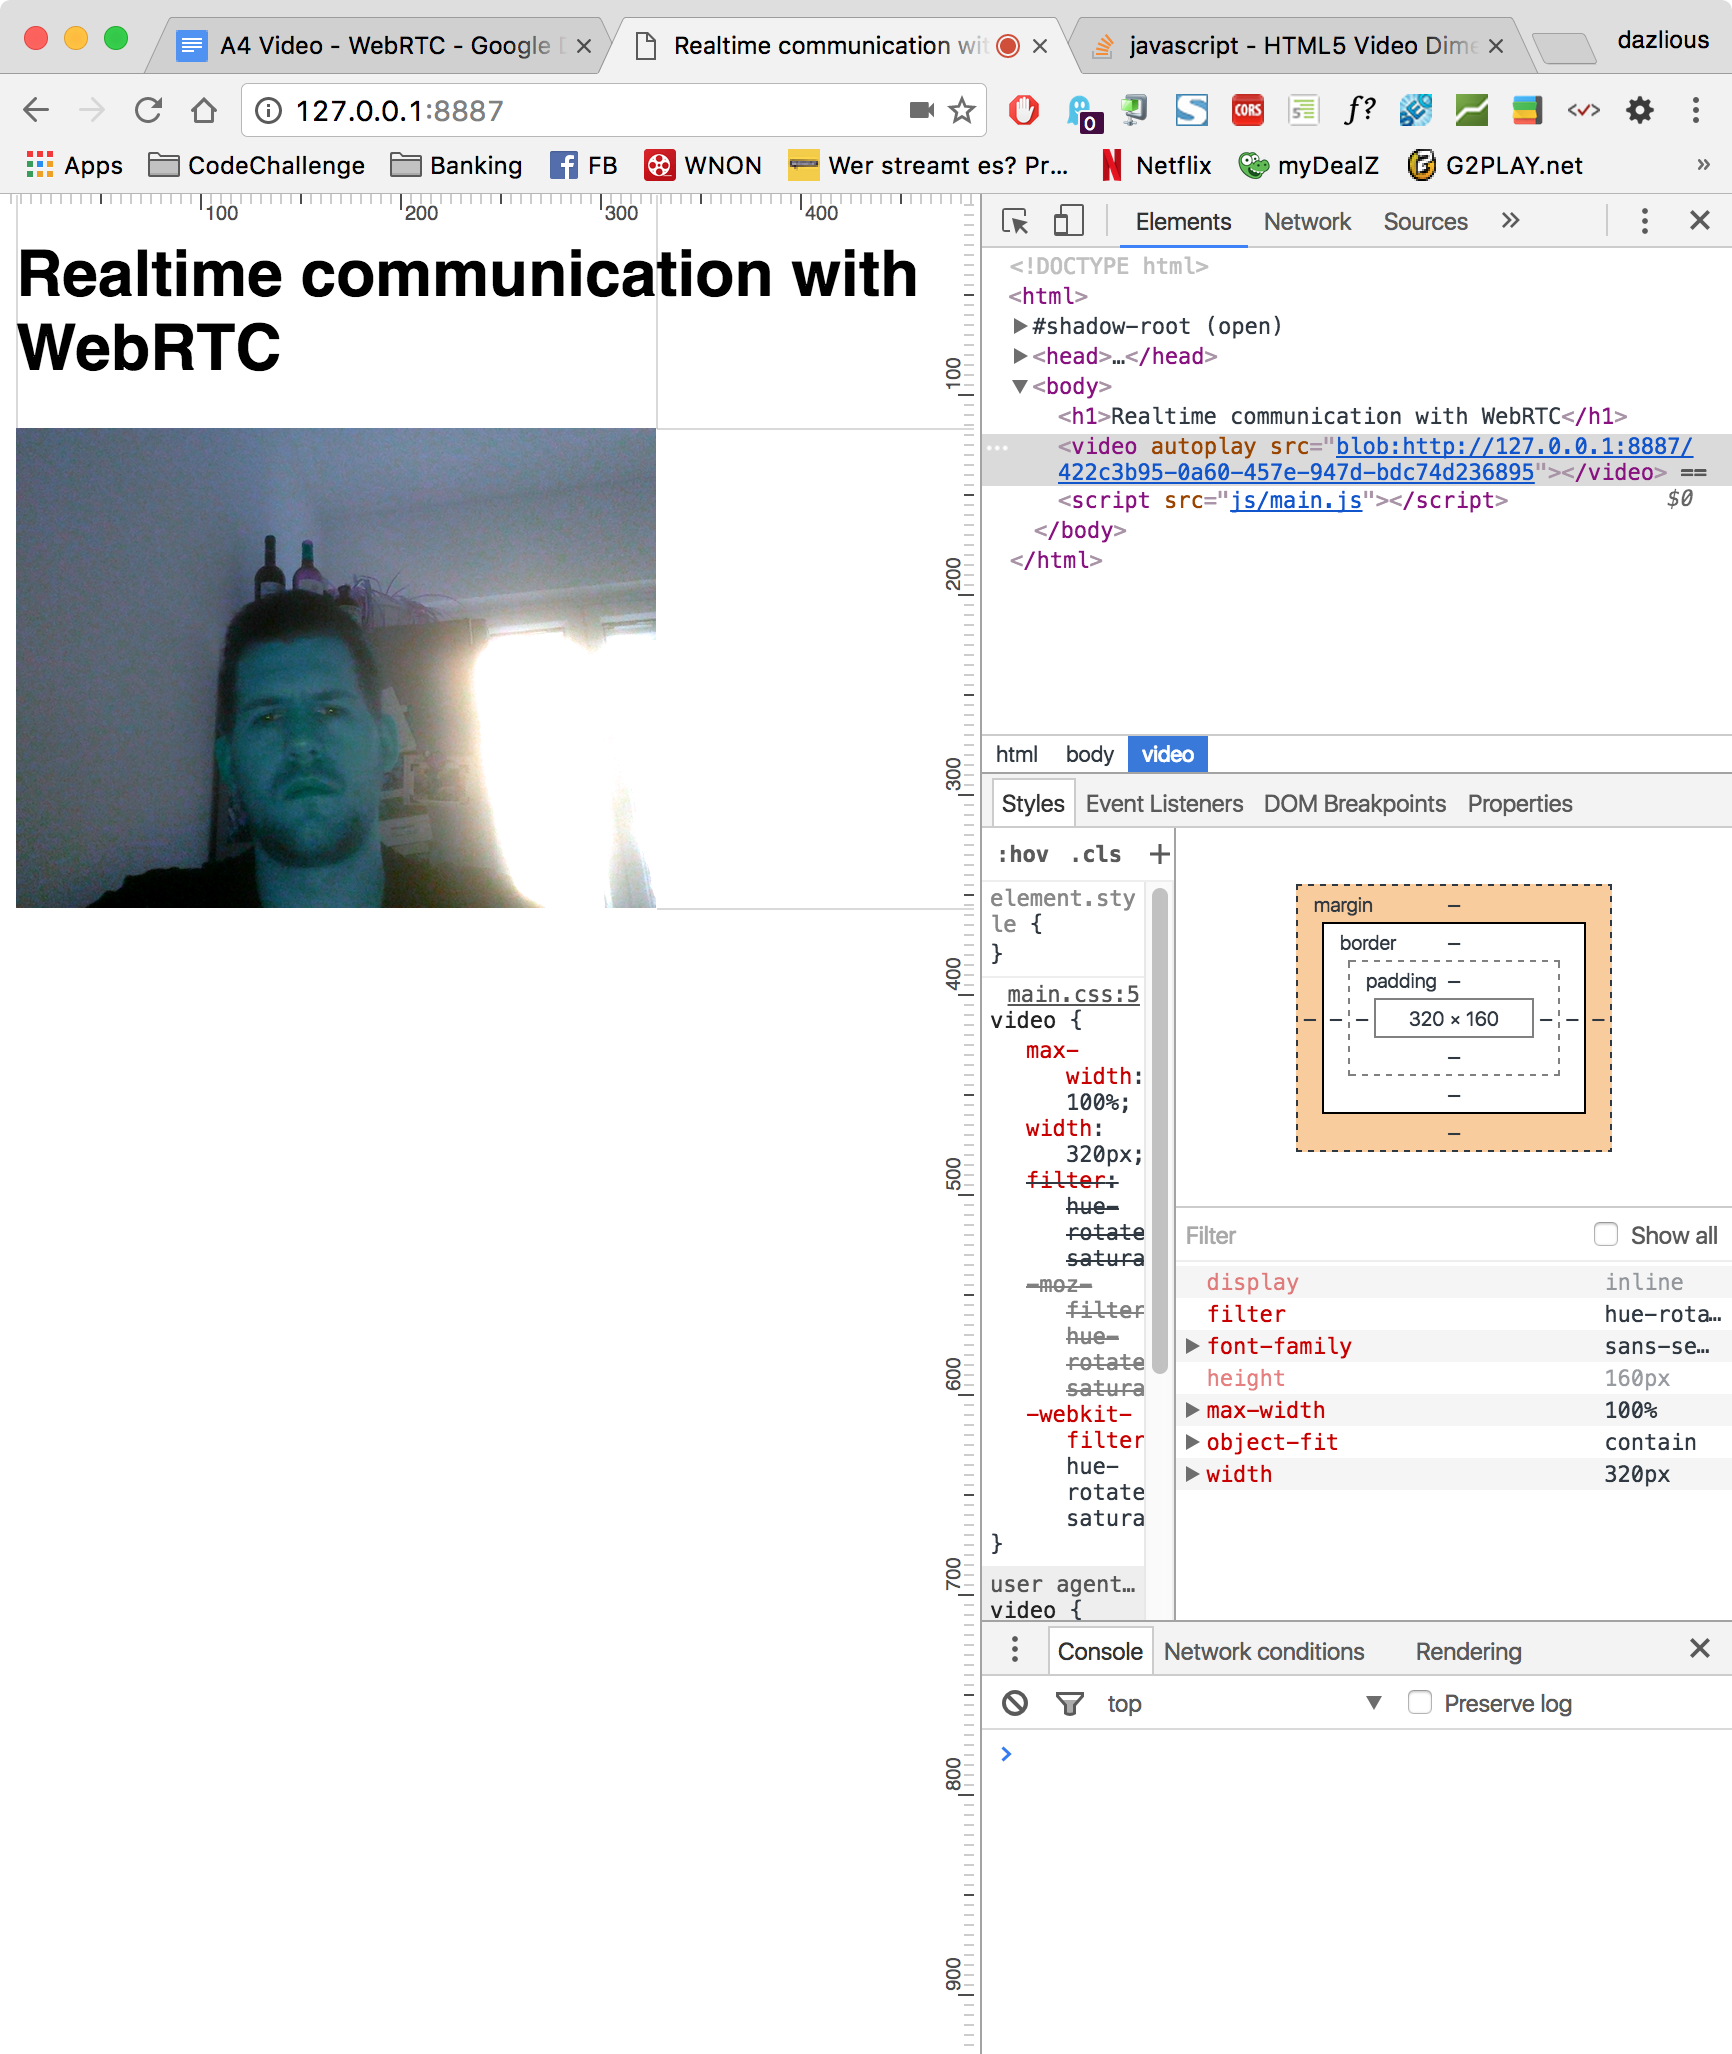 A4 Video - WebRTC - Google D
Realtime communication wit
javascript - HTML5 Video Dime
dazlious
127.0.0.1:8887
0
CORS
f?
Apps
CodeChallenge
Banking
FB
WNON
Wer streamt es? Pr...
Netflix
myDealZ
G2PLAY.net
»
100
200
300
400
Realtime communication with
WebRTC
100
200
300
400
500
600
700
800
900
Elements
Network
Sources
<!DOCTYPE html>
<html>
#shadow-root (open)
<head>…</head>
<body>
<h1>Realtime communication with WebRTC</h1>
<video autoplay src="blob:http://127.0.0.1:8887/
422c3b95-0a60-457e-947d-bdc74d236895"></video> ==
$0
<script src="js/main.js"></script>
</body>
</html>
html
body
video
Styles
Event Listeners
DOM Breakpoints
Properties
:hov .cls +
element.sty
le {
}
main.css:5
video {
max-
width:
100%;
width:
320px;
filter:
hue-
rotate
satura
-moz-
filter
hue-
rotate
satura
-webkit-
filter
hue-
rotate
satura
}
user agent…
video {
margin –
border –
padding –
– – – 320 × 160 – – –
–
–
–
Filter
Show all
display inline
filter hue-rota…
font-family sans-se…
height 160px
max-width 100%
object-fit contain
width 320px
Console
Network conditions
Rendering
top
Preserve log